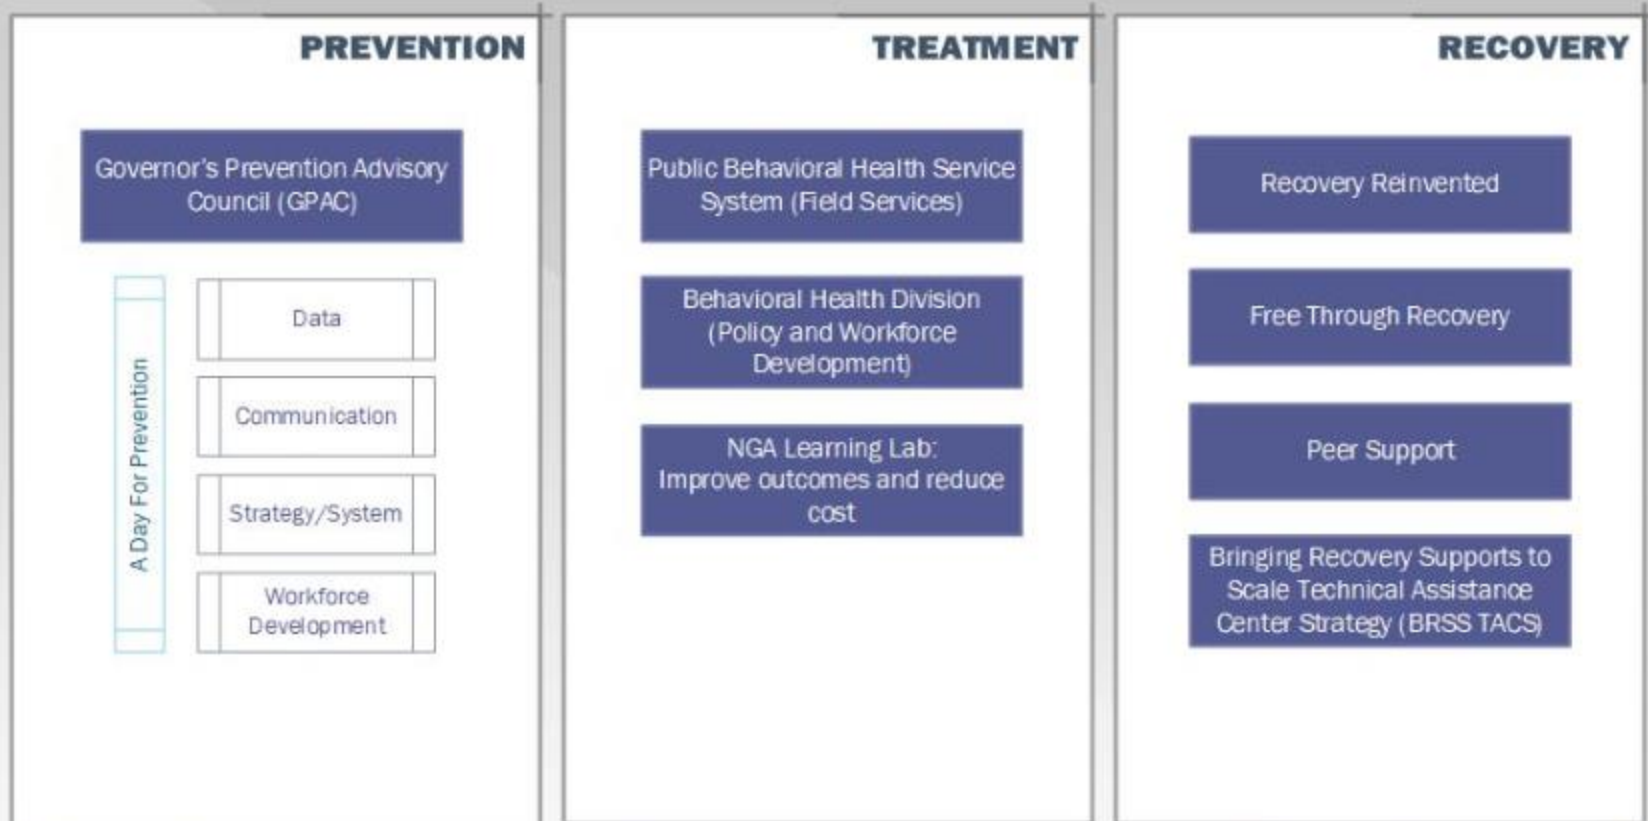 PREVENTION
Governor's Prevention Advisory
Council (GPAC)
A Day For Prevention
Data
Communication
Strategy/System
Workforce
Development
TREATMENT
Public Behavioral Health Service
System (Field Services)
Behavioral Health Division
(Policy and Workforce
Development)
NGA Learning Lab:
Improve outcomes and reduce
cost
RECOVERY
Recovery Reinvented
Free Through Recovery
Peer Support
Bringing Recovery Supports to
Scale Technical Assistance
Center Strategy (BRSS TACS)